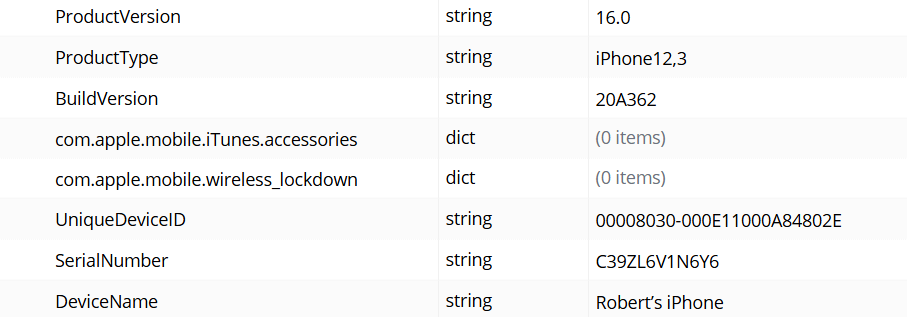 ProductVersion string 16.0
ProductType string iPhone12,3
BuildVersion string 20A362
com.apple.mobile.iTunes.accessories dict (0 items)
com.apple.mobile.wireless_lockdown dict (0 items)
UniqueDeviceID string 00008030-000E11000A84802E
SerialNumber string C39ZL6V1N6Y6
DeviceName string Robert’s iPhone